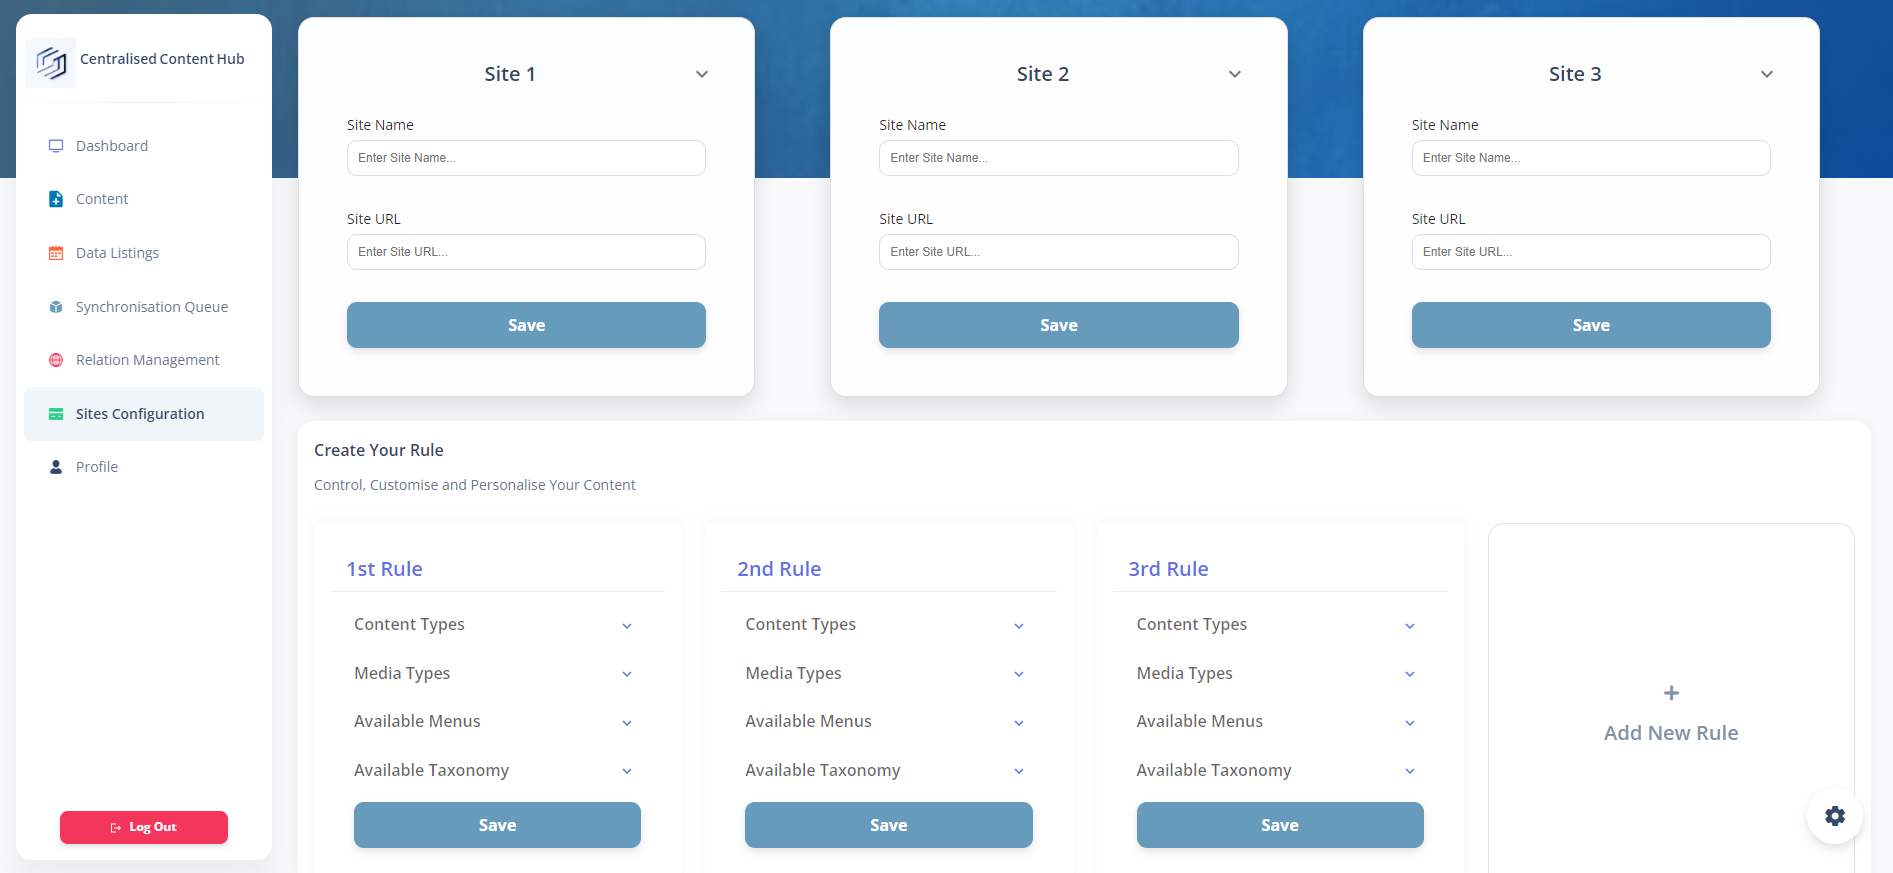 Centralised Content Hub
Dashboard
Content
Data Listings
Synchronisation Queue
Relation Management
Sites Configuration
Profile
Log Out
Site 1
Site Name
Enter Site Name...
Site URL
Enter Site URL...
Save
Site 2
Site Name
Enter Site Name...
Site URL
Enter Site URL...
Save
Site 3
Site Name
Enter Site Name...
Site URL
Enter Site URL...
Save
Create Your Rule
Control, Customise and Personalise Your Content
1st Rule
Content Types
Media Types
Available Menus
Available Taxonomy
Save
2nd Rule
Content Types
Media Types
Available Menus
Available Taxonomy
Save
3rd Rule
Content Types
Media Types
Available Menus
Available Taxonomy
Save
Add New Rule